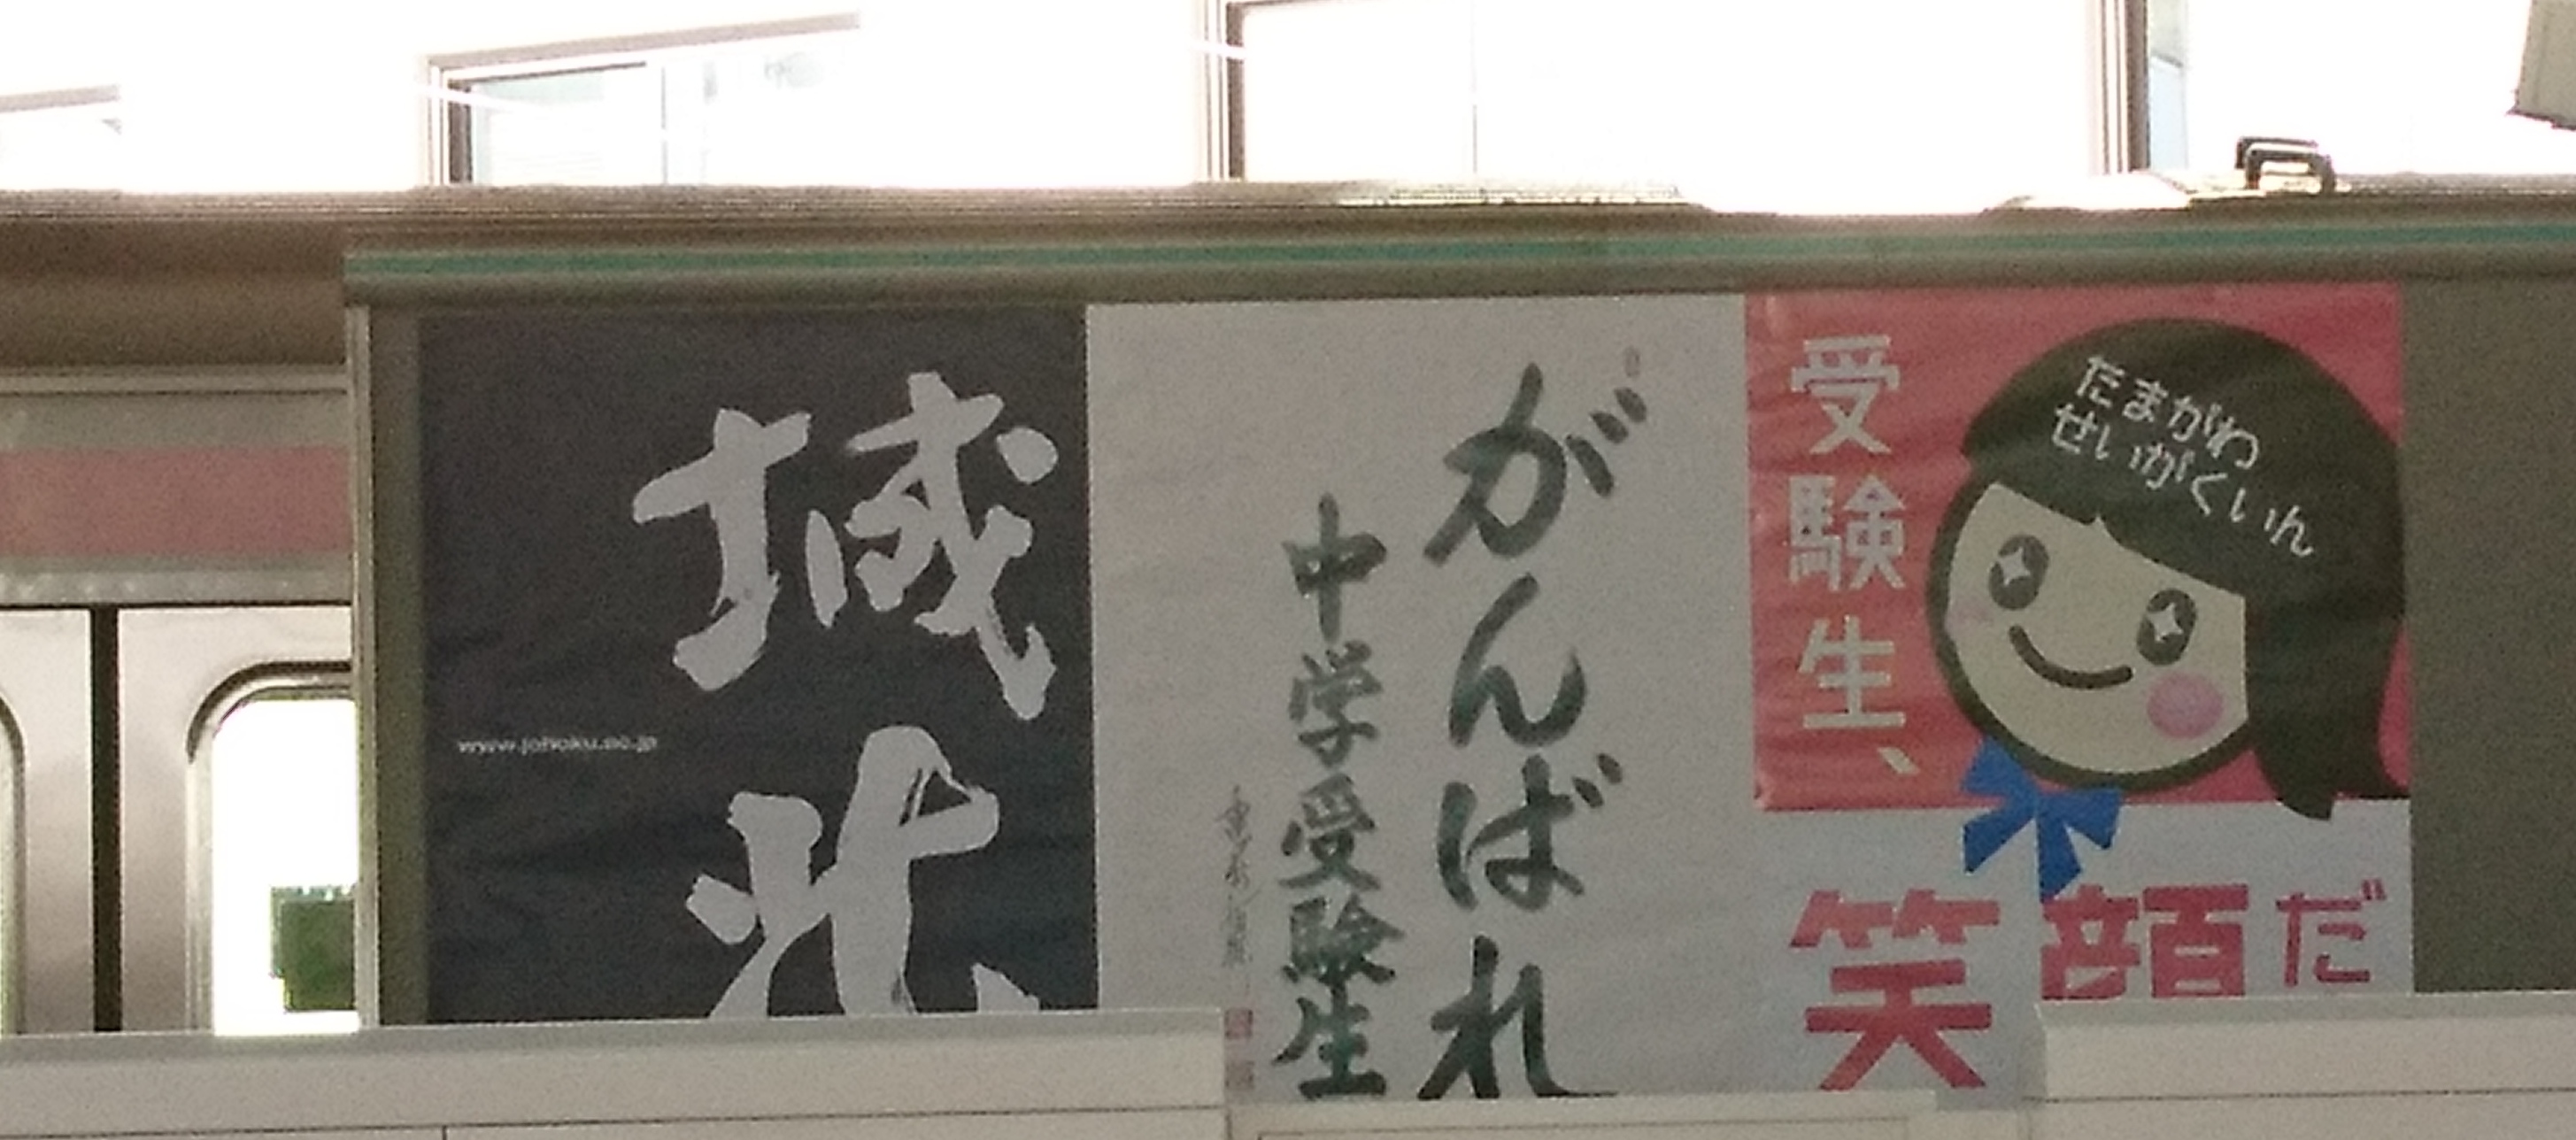 城北
www.johoku.ac.jp
がんばれ
中学受験生
受験生、
たまがわ
せいがくいん
笑顔だ